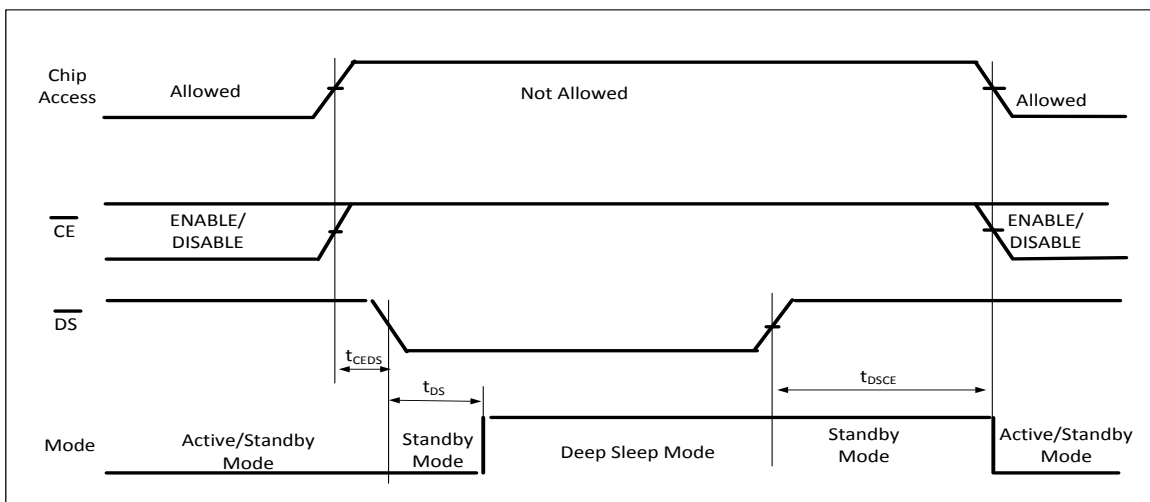 Chip
Access
Allowed
Not Allowed
Allowed
CE
ENABLE/
DISABLE
ENABLE/
DISABLE
DS
tCEDS
tDS
tDSCE
Mode
Active/Standby
Mode
Standby
Mode
Deep Sleep Mode
Standby
Mode
Active/Standby
Mode